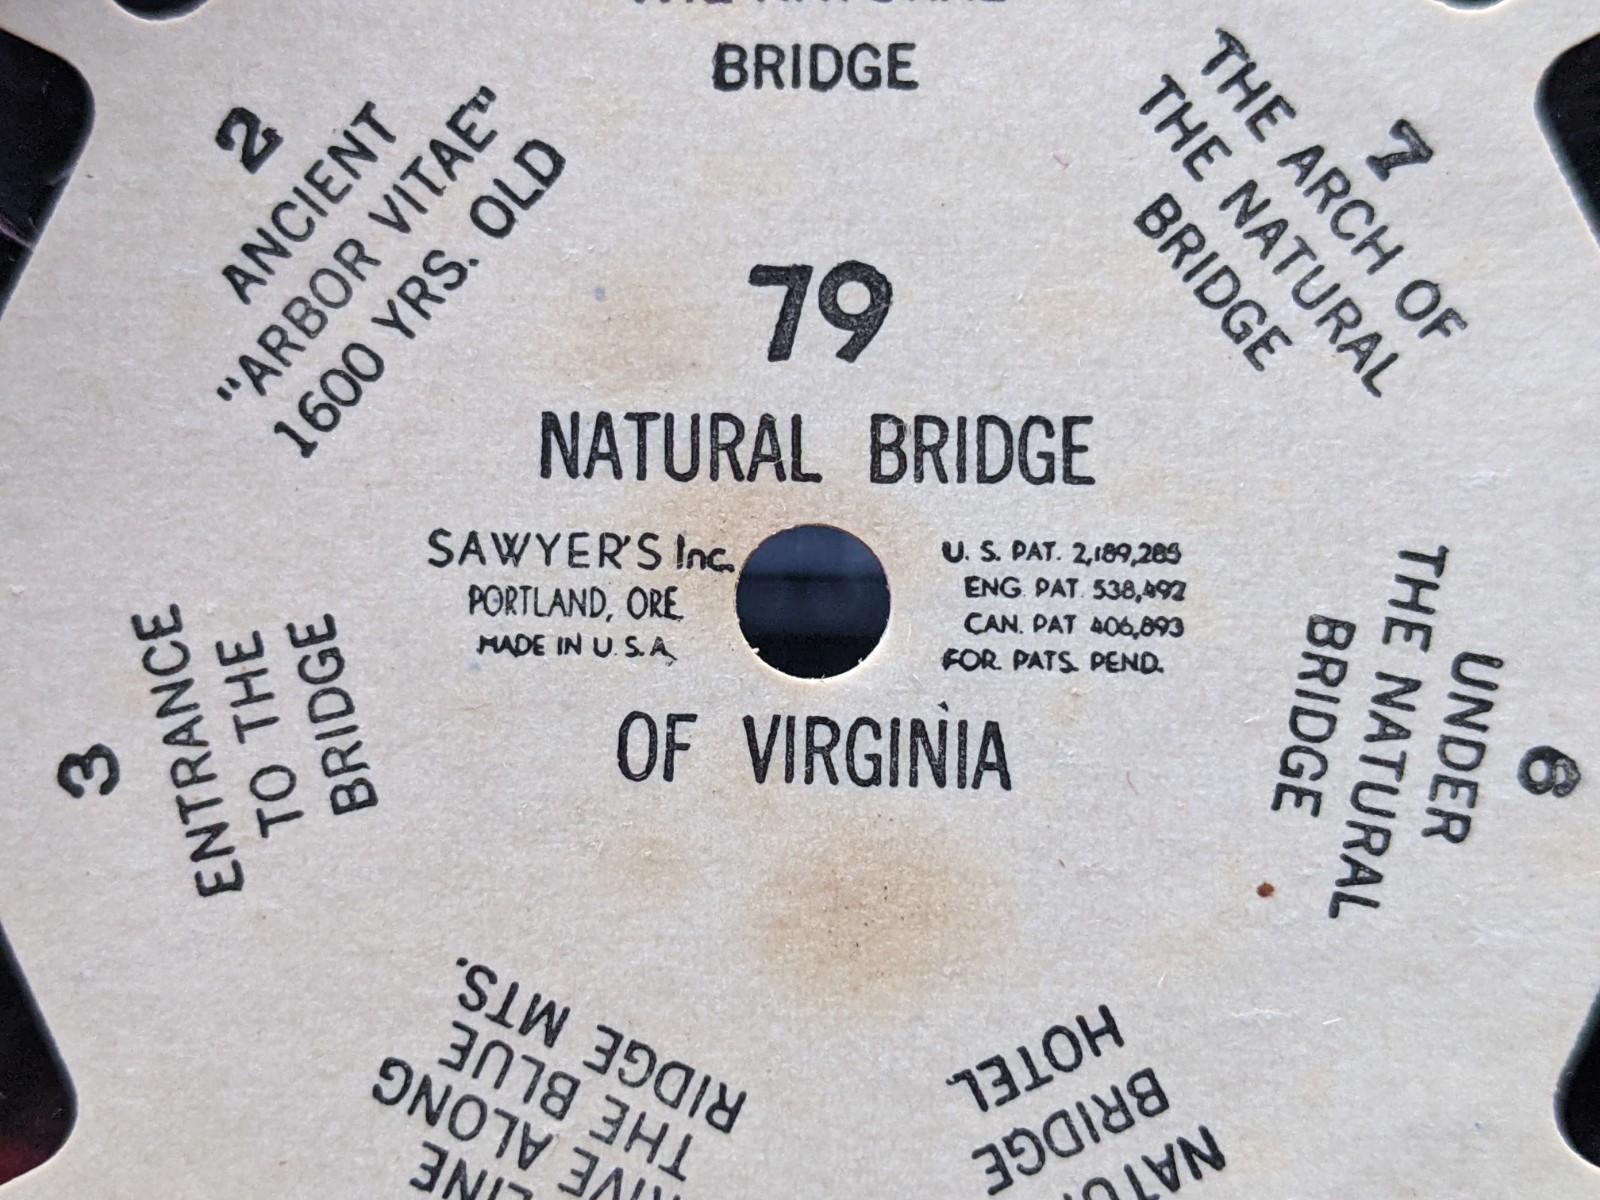 BRIDGE
2
ANCIENT
"ARBOR VITAE"
1600 YRS. OLD
7
THE ARCH OF
THE NATURAL
BRIDGE
79
NATURAL BRIDGE
SAWYER'S Inc.
PORTLAND, ORE.
MADE IN U.S.A.
U. S. PAT. 2,189,285
ENG. PAT. 538,492
CAN. PAT 406,893
FOR. PATS. PEND.
OF VIRGINIA
3
ENTRANCE
TO THE
TO THE
BRIDGE
6
UNDER
THE NATURAL
BRIDGE
ALONG
THE BLUE
RIDGE MTS.
BRIDGE
HOTEL